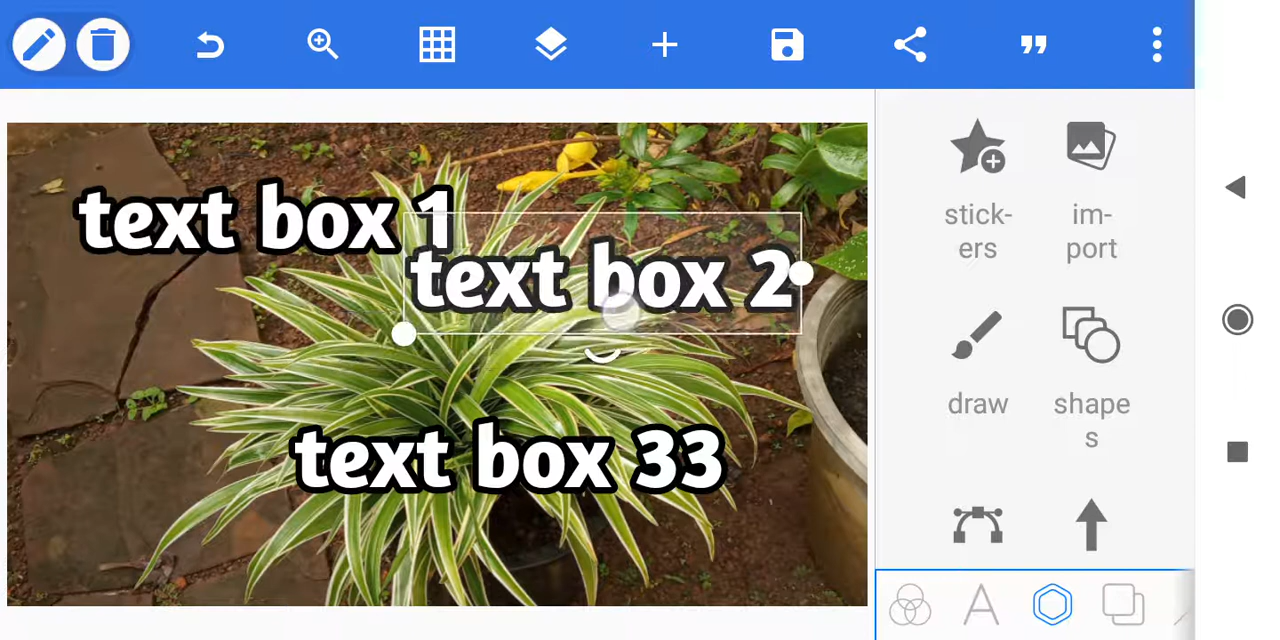 text box 1
text box 2
text box 33
stick-
ers
im-
port
draw
shape
s